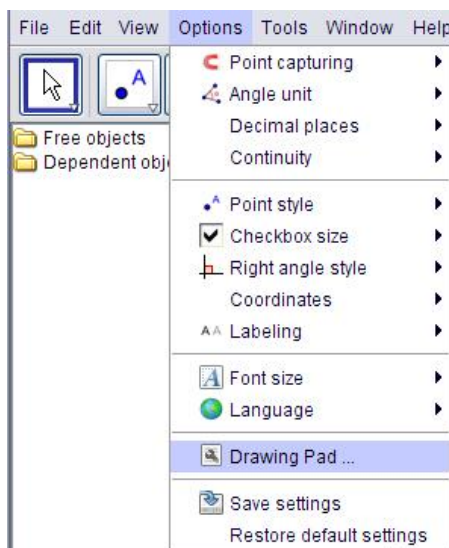 File Edit View Options Tools Window Help
A
Point capturing
Angle unit
Free objects
Decimal places
Dependent obj
Continuity
A Point style
Checkbox size
Right angle style
Coordinates
AA Labeling
A Font size
Language
Drawing Pad ...
Save settings
Restore default settings